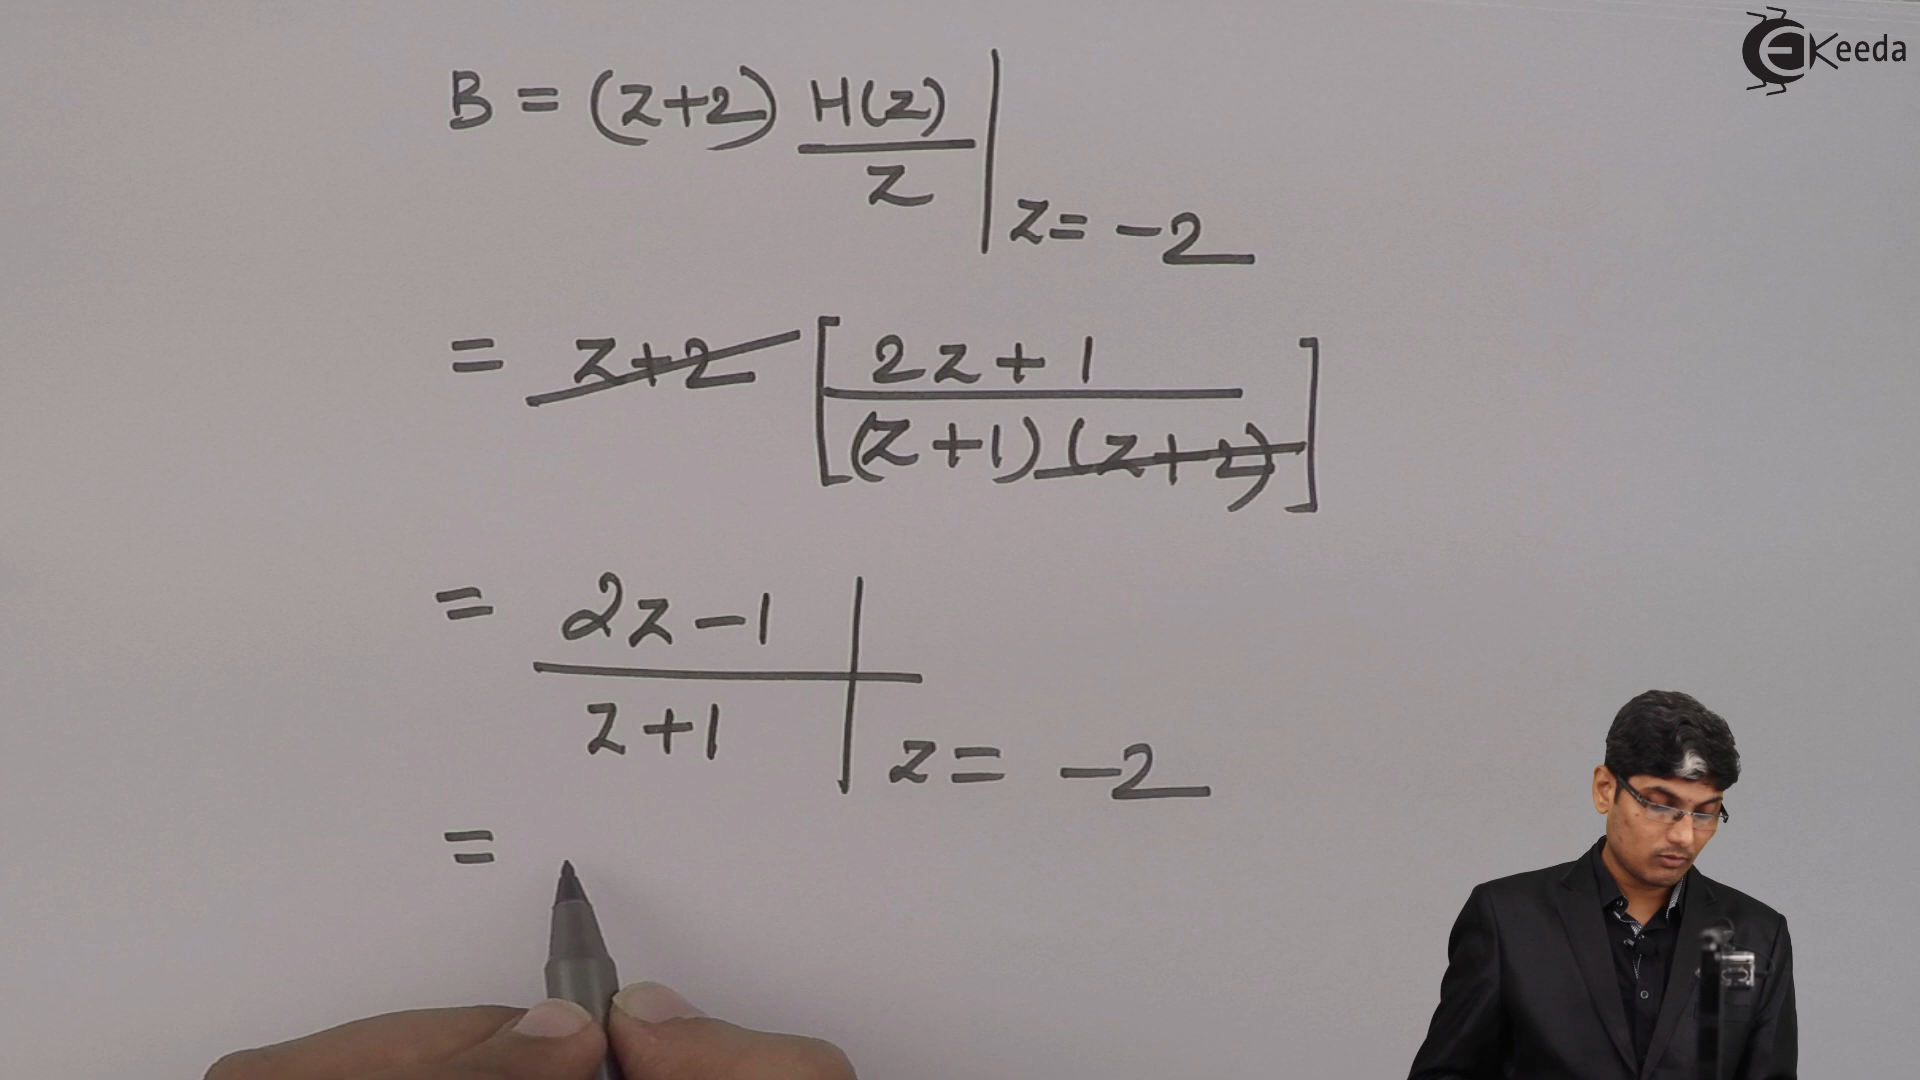 EKeeda
B = (z+2) H(z)/z | z = -2
= z+2 [ 2z+1 / (z+1)(z+2) ]
= 2z-1 / z+1 | z = -2
=